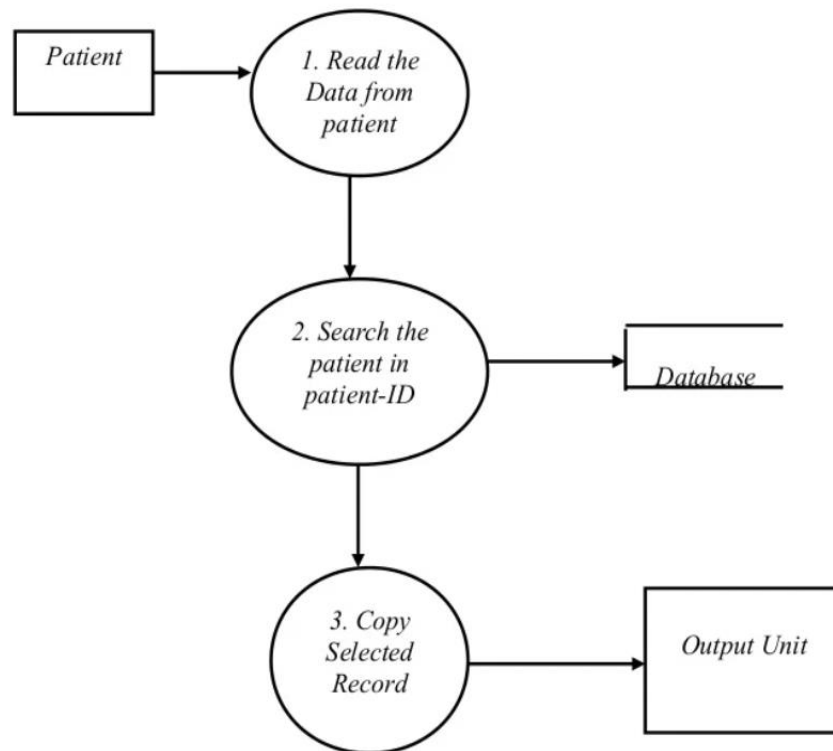 Patient
1. Read the
Data from
patient
2. Search the
patient in
patient-ID
Database
3. Copy
Selected
Record
Output Unit